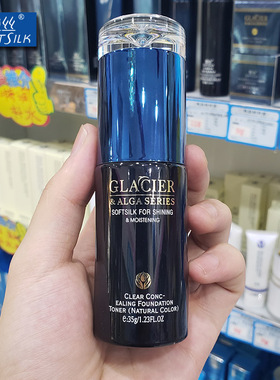 SILK
GLACIER
& ALGA SERIES
SOFTSILK FOR SHINING
& MOISTENING
CLEAR CONC-
EALING FOUNDATION
TONER (NATURAL COLOR)
e:35g/1.23FL.OZ